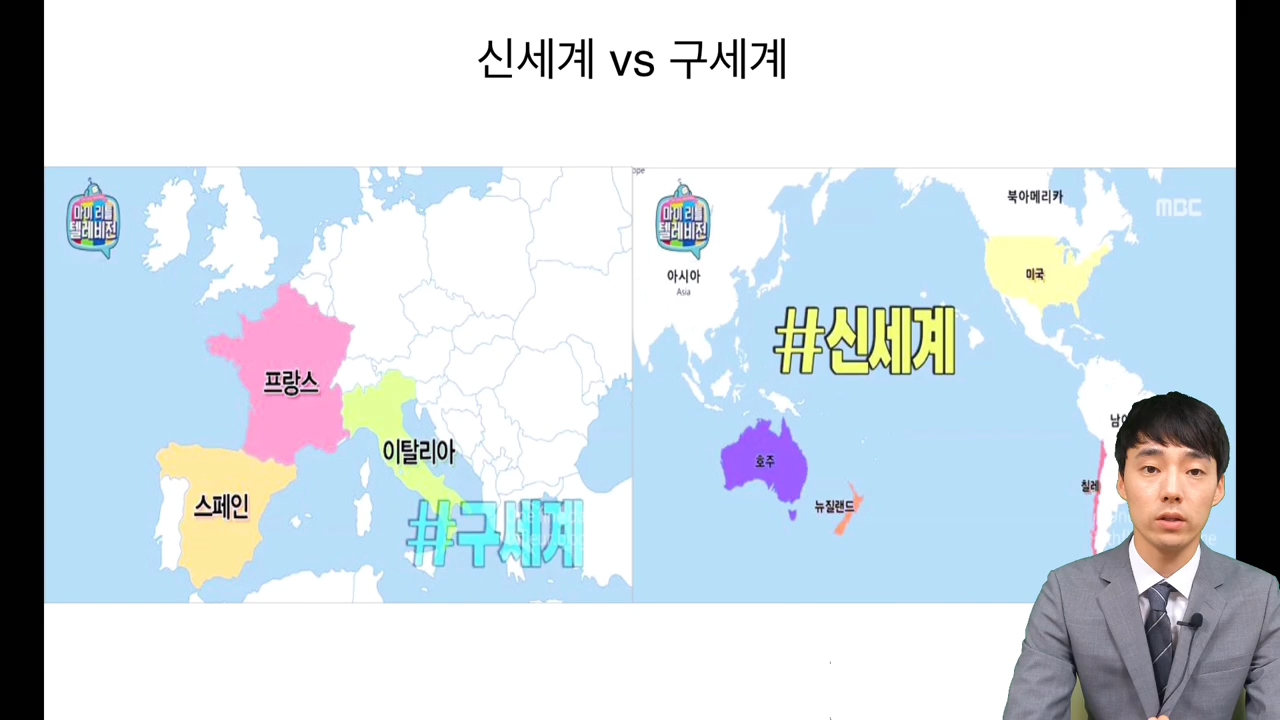 신세계 vs 구세계
마이 리틀
텔레비전
프랑스
이탈리아
스페인
#구세계
ope
마이 리틀
텔레비전
아시아
Asia
북아메리카
MBC
미국
#신세계
호주
뉴질랜드
칠레